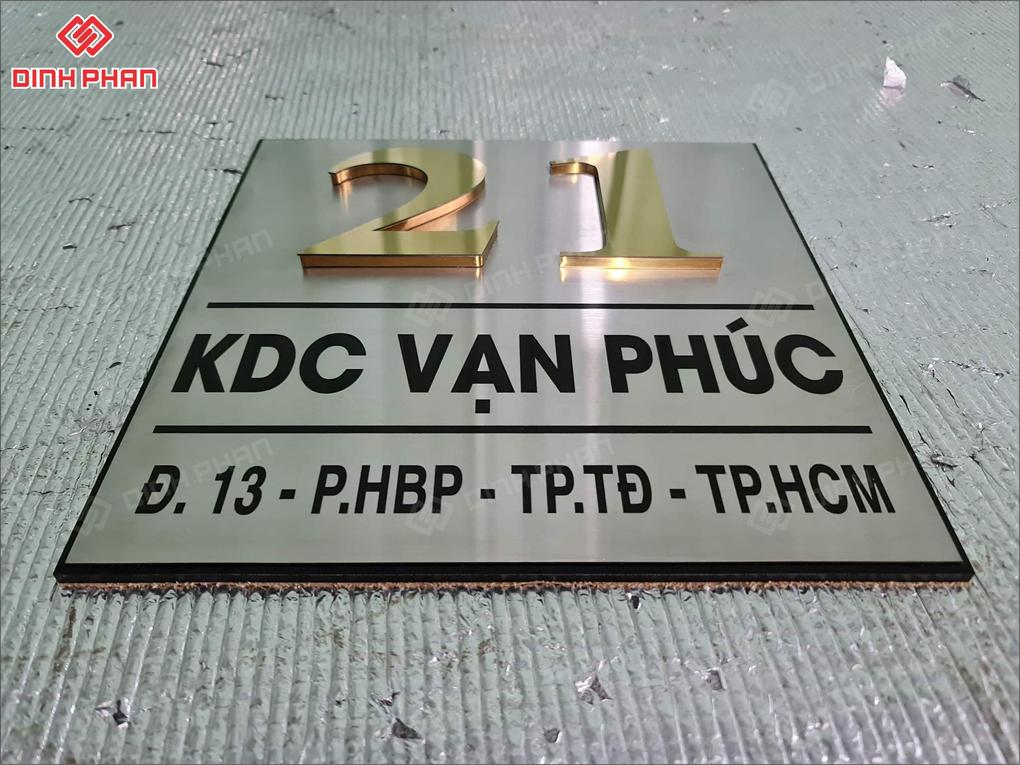 DINH PHAN
21
KDC VẠN PHÚC
Đ. 13 - P.HBP - TP.TĐ - TP.HCM